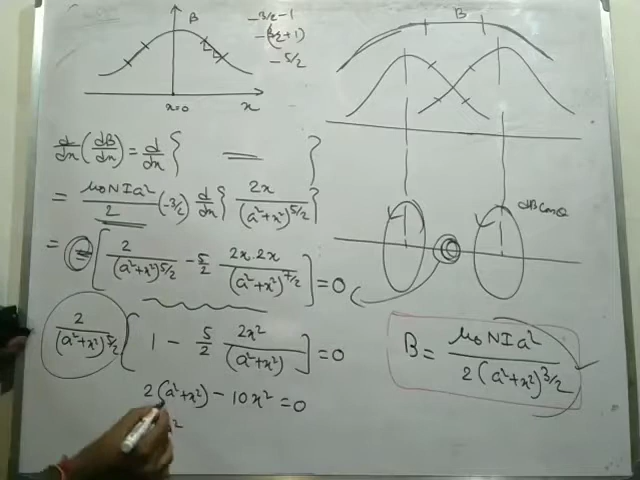 B
-3/2-1
-(3/2+1)
-5/2
x=0
x
d/dx (dB/dx) = d/dx { — }
= μ₀NIa²/2 (-3/2) d/dx { 2x/(a²+x²)^5/2 }
= [ 2/(a²+x²)^5/2 - 5/2 2x.2x/(a²+x²)^7/2 ] = 0
2/(a²+x²)^5/2 [ 1 - 5/2 2x²/(a²+x²) ] = 0
2(a²+x²) - 10x² = 0
B
dBcosθ
B = μ₀NIa²/2(a²+x²)^3/2